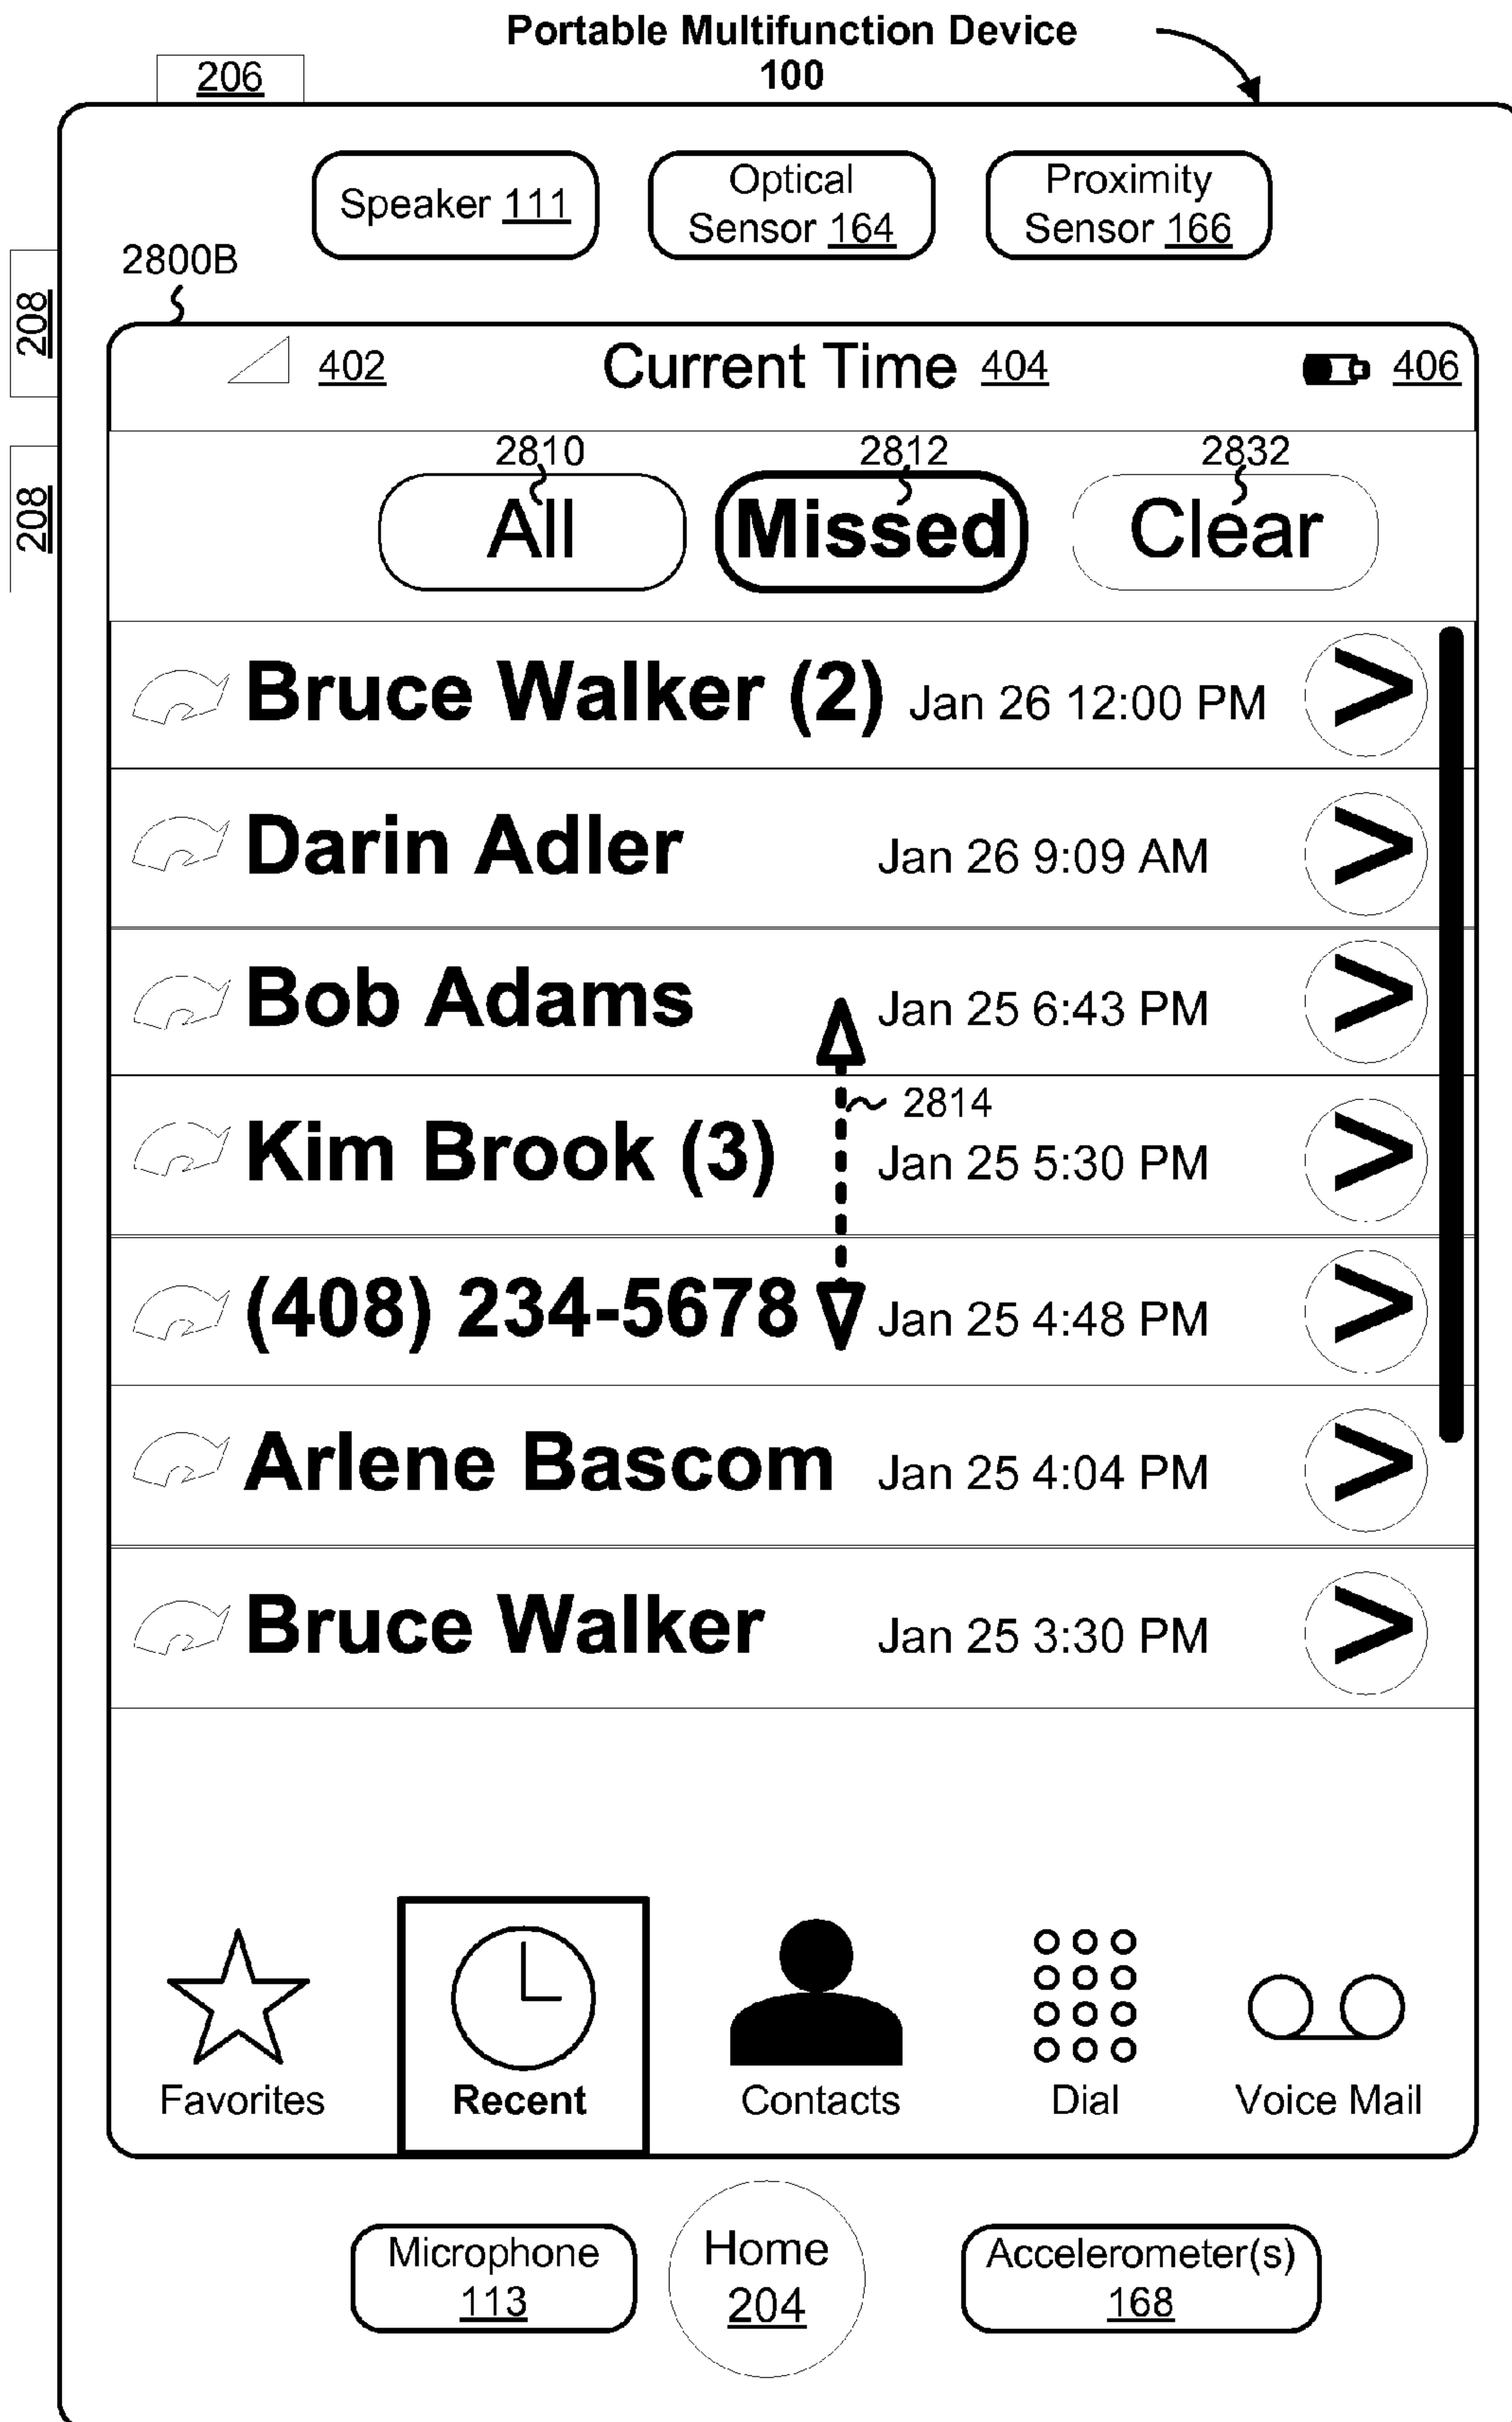 Portable Multifunction Device
100
206
Speaker 111
Optical
Sensor 164
Proximity
Sensor 166
2800B
208
402
Current Time 404
406
208
2810
2812
2832
All
Missed
Clear
Bruce Walker (2) Jan 26 12:00 PM >
Darin Adler Jan 26 9:09 AM >
Bob Adams Jan 25 6:43 PM >
2814
Kim Brook (3) Jan 25 5:30 PM >
(408) 234-5678 Jan 25 4:48 PM >
Arlene Bascom Jan 25 4:04 PM >
Bruce Walker Jan 25 3:30 PM >
Favorites
Recent
Contacts
Dial
Voice Mail
Microphone
113
Home
204
Accelerometer(s)
168